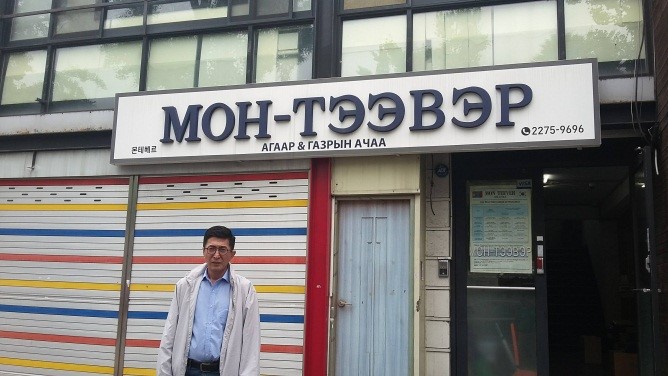 МОН-ТЭЭВЭР
몬테베르
АГААР & ГАЗРЫН АЧАА
2275-9696
МОН-ТЭЭВЭР